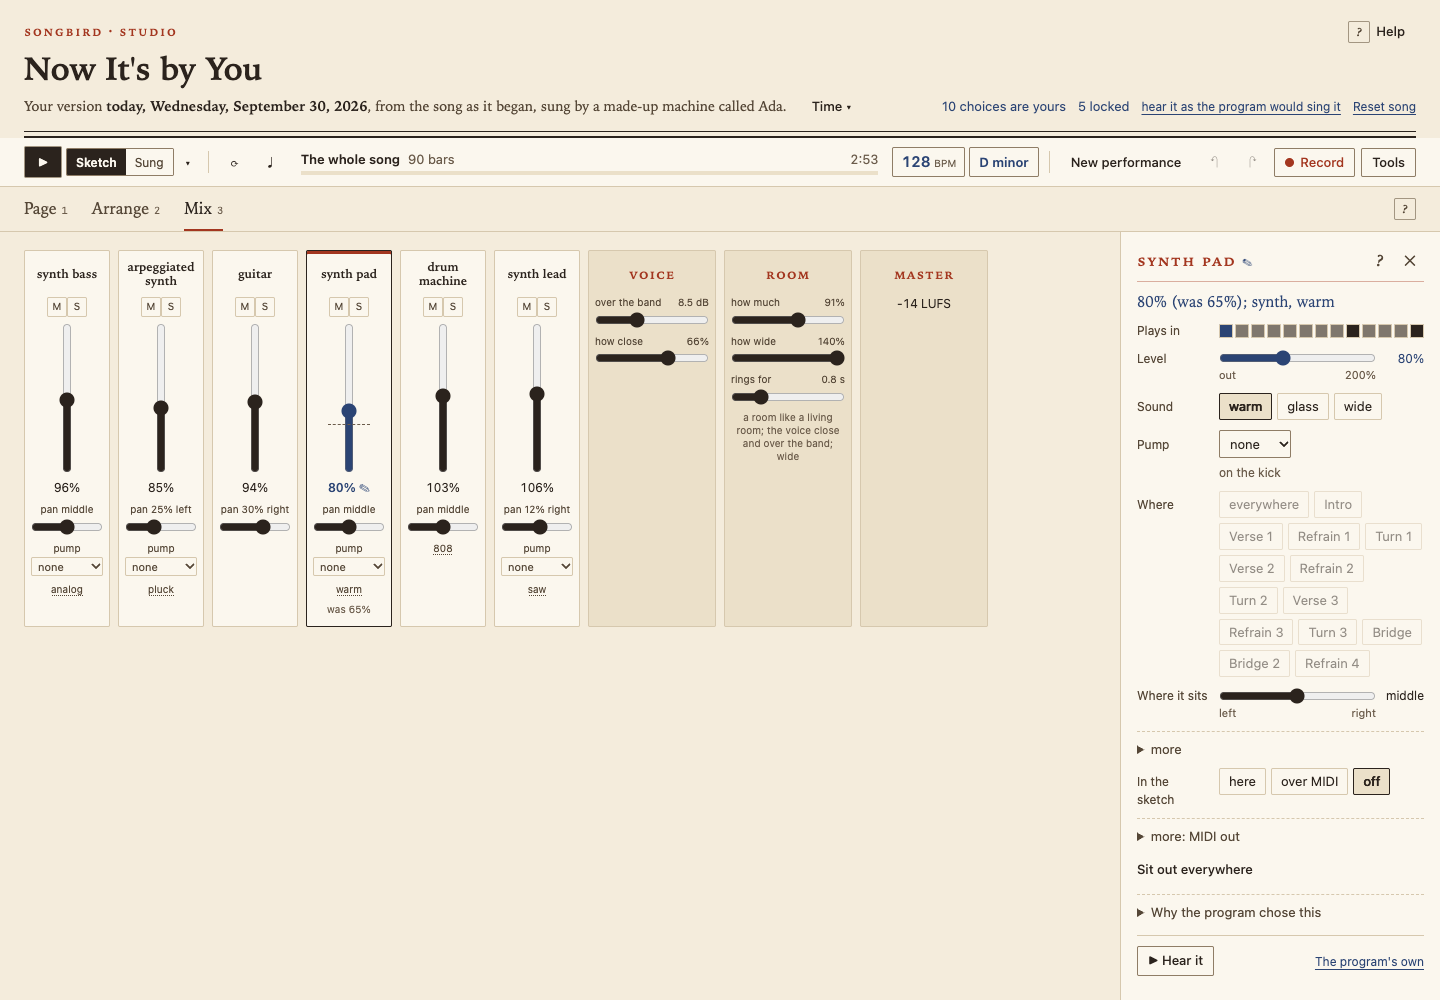 SONGBIRD · STUDIO
? Help
Now It's by You
Your version today, Wednesday, September 30, 2026, from the song as it began, sung by a made-up machine called Ada.
Time
10 choices are yours 5 locked hear it as the program would sing it Reset song
Sketch Sung
The whole song 90 bars 2:53
128 BPM D minor
New performance
Record
Tools
Page 1 Arrange 2 Mix 3
?
synth bass
M S
96%
pan middle
pump
none
analog
arpeggiated
synth
M S
85%
pan 25% left
pump
none
pluck
guitar
M S
94%
pan 30% right
synth pad
M S
80%
pan middle
pump
none
warm
was 65%
drum
machine
M S
103%
pan middle
808
synth lead
M S
106%
pan 12% right
pump
none
saw
VOICE
over the band 8.5 dB
how close 66%
ROOM
how much 91%
how wide 140%
rings for 0.8 s
a room like a living
room; the voice close
and over the band;
wide
MASTER
-14 LUFS
SYNTH PAD
?
80% (was 65%); synth, warm
Plays in
Level 80%
out 200%
Sound warm glass wide
Pump none
on the kick
Where everywhere Intro
Verse 1 Refrain 1 Turn 1
Verse 2 Refrain 2
Turn 2 Verse 3
Refrain 3 Turn 3 Bridge
Bridge 2 Refrain 4
Where it sits middle
left right
more
In the
sketch
here over MIDI off
more: MIDI out
Sit out everywhere
Why the program chose this
Hear it
The program's own